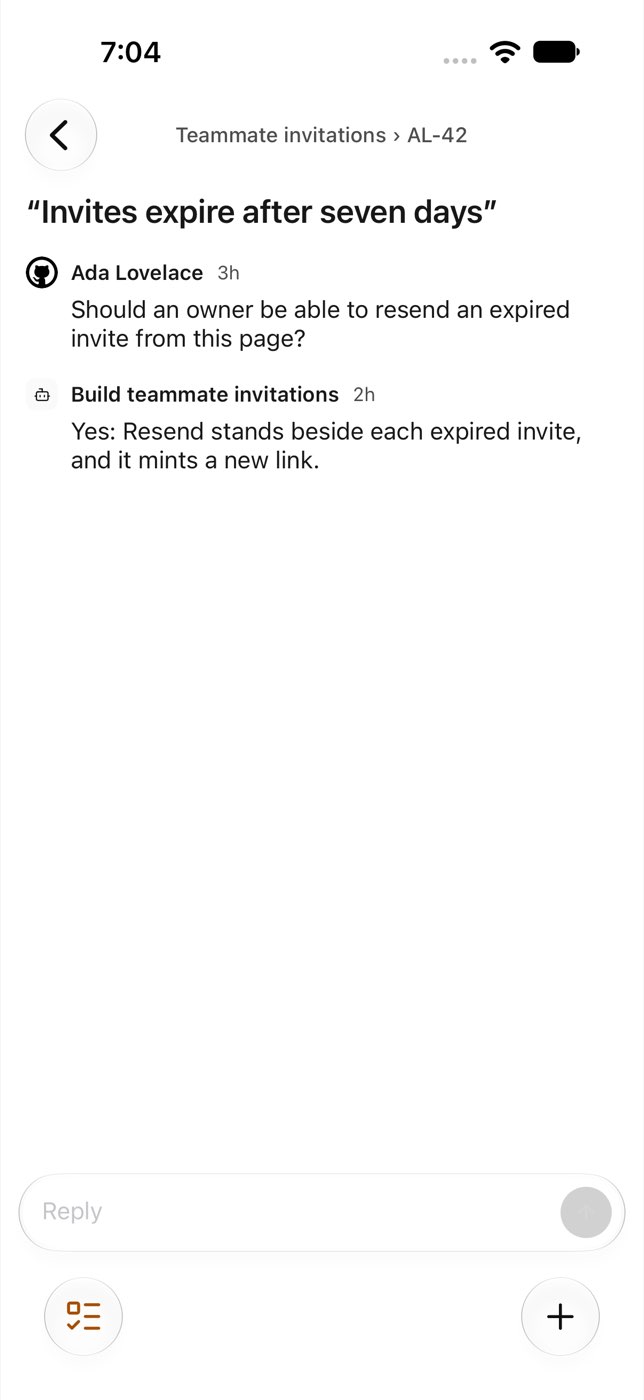 7:04
Teammate invitations › AL-42
“Invites expire after seven days”
Ada Lovelace 3h
Should an owner be able to resend an expired
invite from this page?
Build teammate invitations 2h
Yes: Resend stands beside each expired invite,
and it mints a new link.
Reply